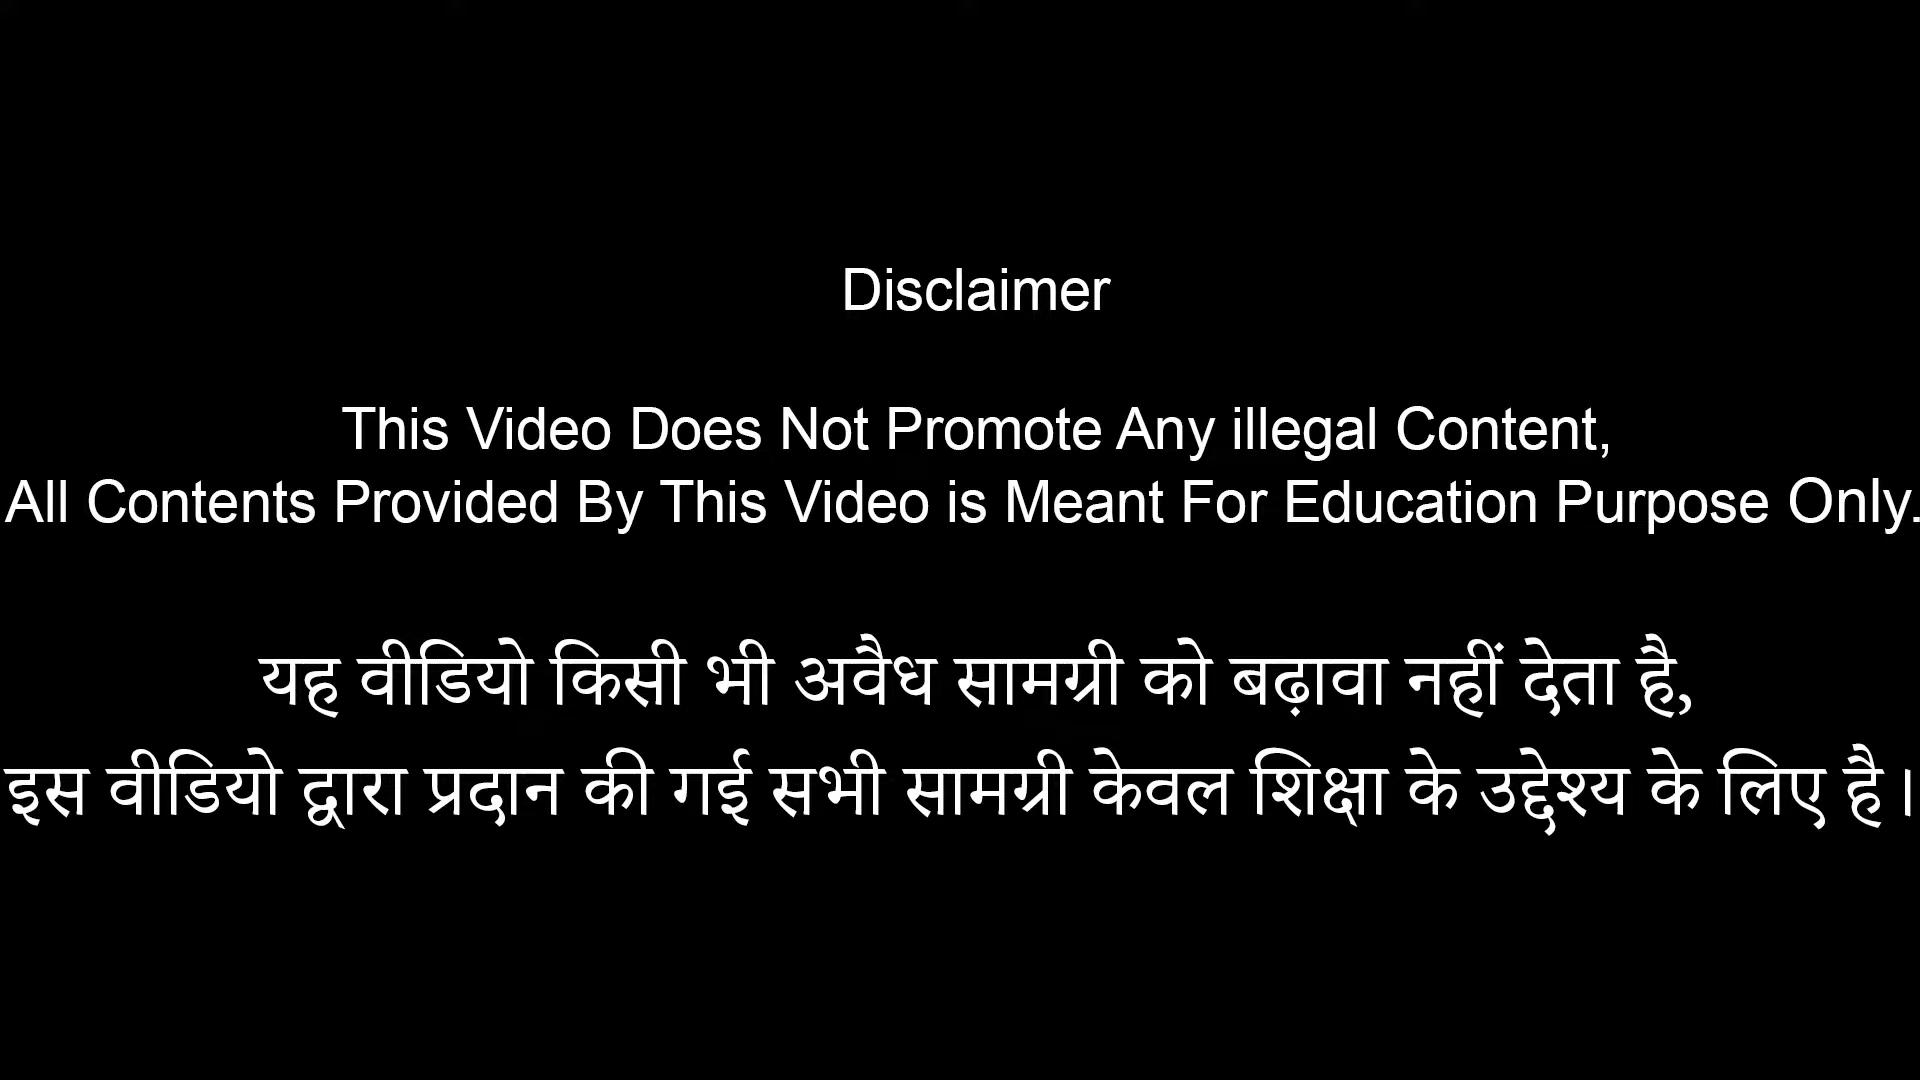 Disclaimer
This Video Does Not Promote Any illegal Content,
All Contents Provided By This Video is Meant For Education Purpose Only.
यह वीडियो किसी भी अवैध सामग्री को बढ़ावा नहीं देता है,
इस वीडियो द्वारा प्रदान की गई सभी सामग्री केवल शिक्षा के उद्देश्य के लिए है।